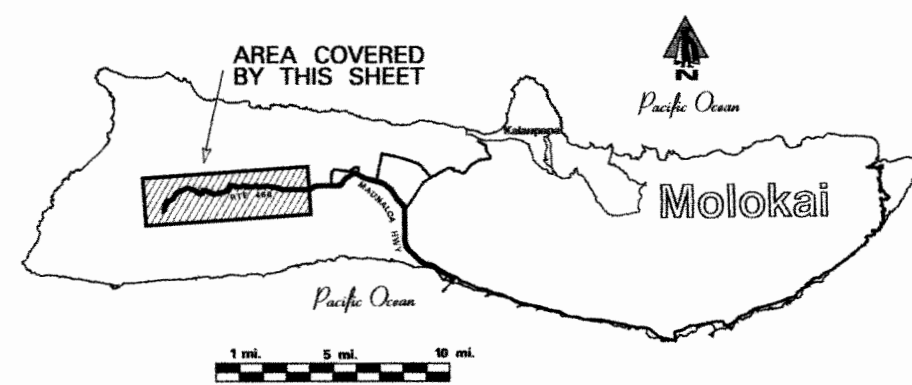 AREA COVERED
BY THIS SHEET
N
Pacific Ocean
Kalaupapa
Molokai
MAUNALOA HWY
Pacific Ocean
1 mi.
5 mi.
10 mi.